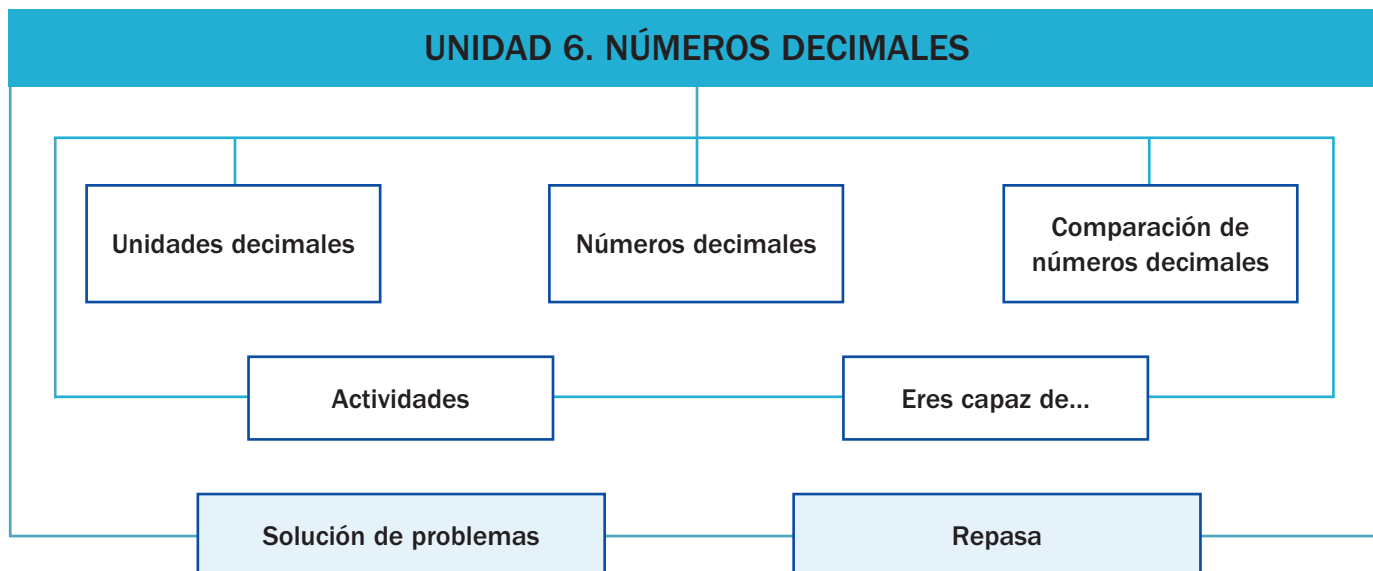 UNIDAD 6. NÚMEROS DECIMALES
Unidades decimales
Números decimales
Comparación de
números decimales
Actividades
Eres capaz de...
Solución de problemas
Repasa